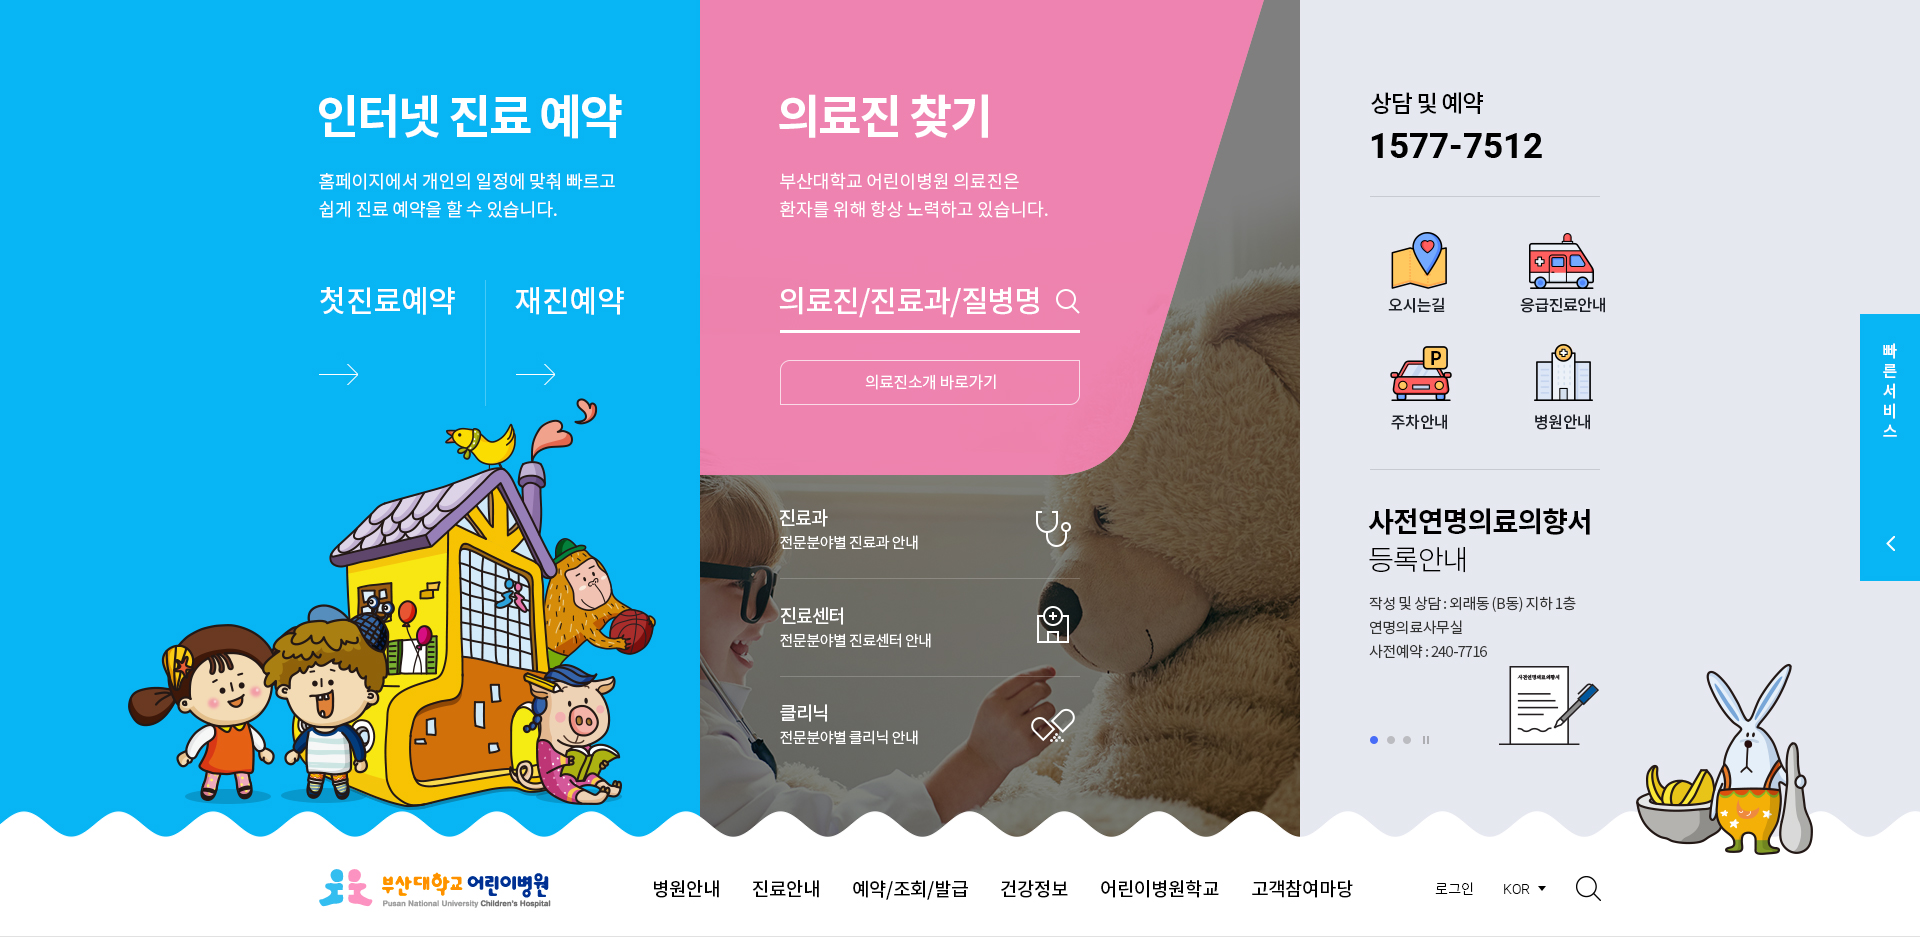 인터넷 진료 예약
홈페이지에서 개인의 일정에 맞춰 빠르고
쉽게 진료 예약을 할 수 있습니다.
첫진료예약
재진예약
의료진 찾기
부산대학교 어린이병원 의료진은
환자를 위해 항상 노력하고 있습니다.
의료진/진료과/질병명
의료진소개 바로가기
진료과
전문분야별 진료과 안내
진료센터
전문분야별 진료센터 안내
클리닉
전문분야별 클리닉 안내
상담 및 예약
1577-7512
오시는길
응급진료안내
P
주차안내
병원안내
사전연명의료의향서
등록안내
작성 및 상담 : 외래동 (B동) 지하 1층
연명의료사무실
사전예약 : 240-7716
사전연명의료의향서
빠른서비스
부산대학교 어린이병원
Pusan National University Children's Hospital
병원안내
진료안내
예약/조회/발급
건강정보
어린이병원학교
고객참여마당
로그인
KOR